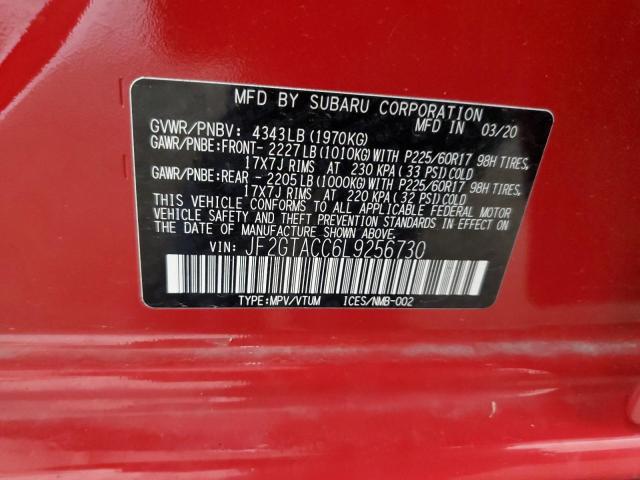 MFD BY SUBARU CORPORATION
GVWR/PNBV: 4343LB(1970KG) MFD IN 03/20
GAWR/PNBE:FRONT- 2227LB(1010KG)WITH P225/60R17 98H TIRES,
17X7J RIMS AT 230 KPA(33 PSI)COLD
GAWR/PNBE:REAR - 2205LB(1000KG)WITH P225/60R17 98H TIRES,
17X7J RIMS AT 220 KPA(32 PSI)COLD
THIS VEHICLE CONFORMS TO ALL APPLICABLE FEDERAL MOTOR
VEHICLE SAFETY AND THEFT PREVENTION STANDARDS IN EFFECT ON
THE DATE OF MANUFACTURE SHOWN ABOVE.
VIN: JF2GTACC6L9256730
TYPE:MPV/VTUM ICES/NMB-002